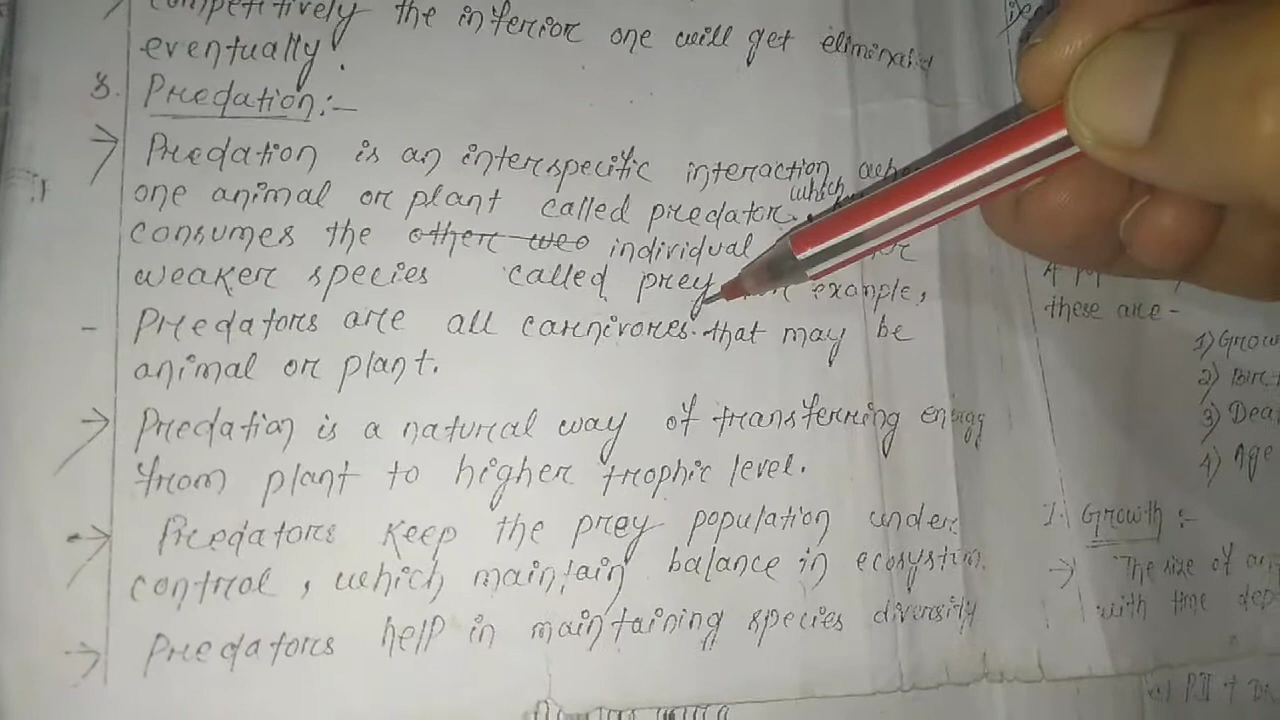 competitively the inferior one will get eliminated
eventually.
3. Predation:-
→ Predation is an interspecific interaction
one animal or plant called predator. which
consumes the individual
weaker species called prey example,
- Predators are all carnivores. that may be
animal or plant.
→ Predation is a natural way of transferring energy
from plant to higher trophic level.
→ Predators keep the prey population under
control, which maintain balance in ecosystem.
→ Predators help in maintaining species diversity
these are -
1) Grow
2) Birt
3) Dea
4) Age
1. Growth :-
→ The size of
with time dep